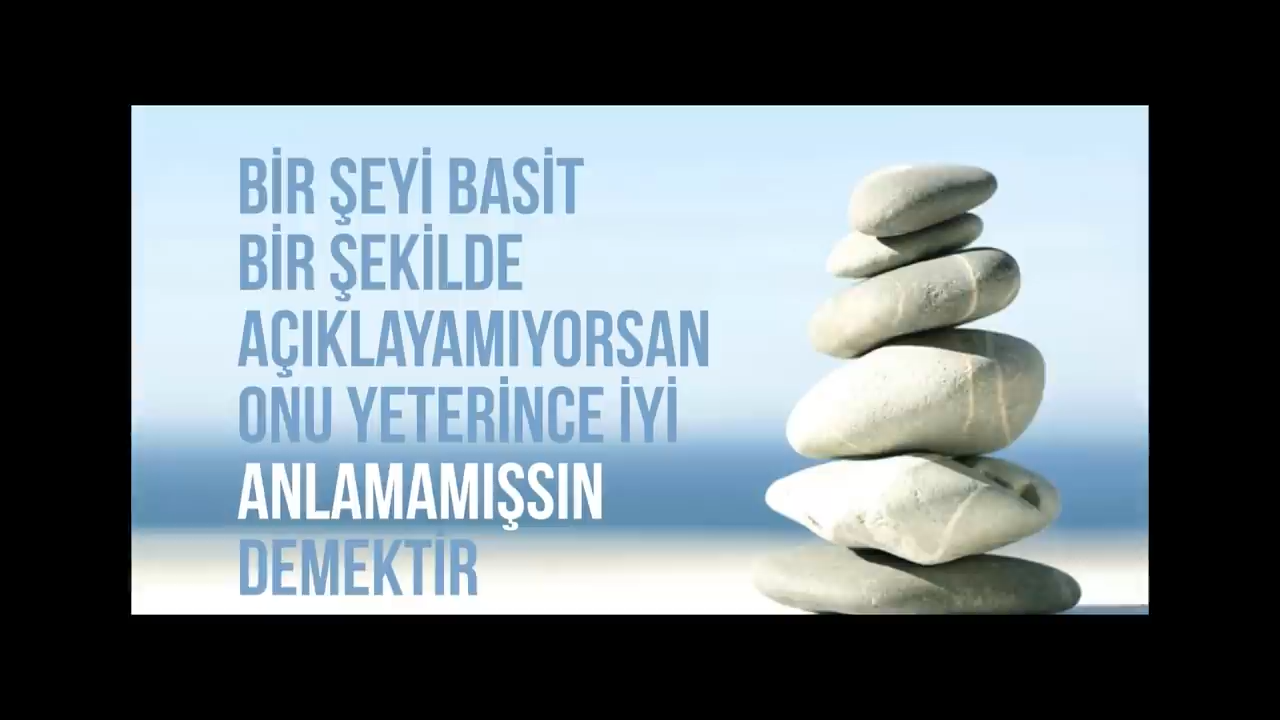 BİR ŞEYİ BASİT
BİR ŞEKİLDE
AÇIKLAYAMIYORSAN
ONU YETERİNCE İYİ
ANLAMAMIŞSIN
DEMEKTİR